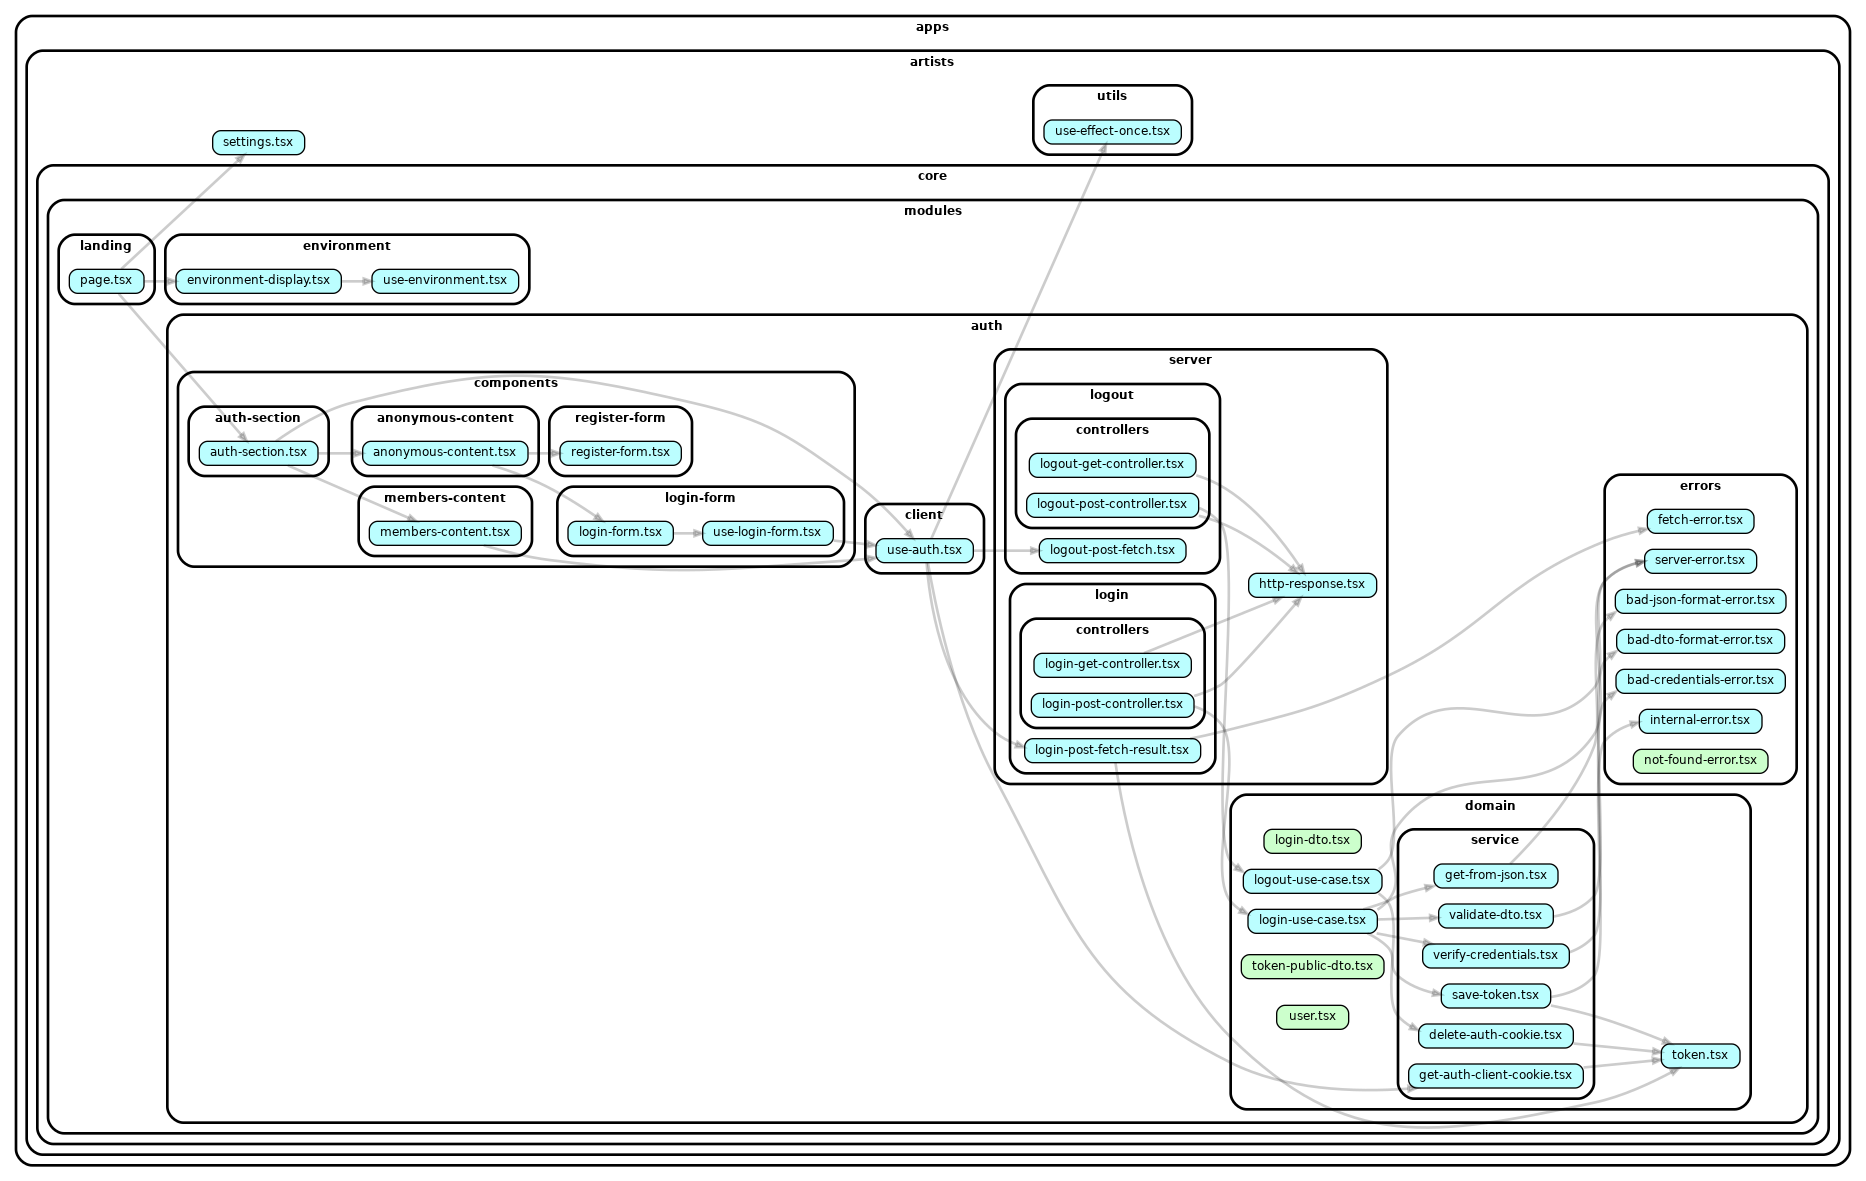 apps
artists
utils
use-effect-once.tsx
settings.tsx
core
modules
landing
page.tsx
environment
environment-display.tsx
use-environment.tsx
auth
components
auth-section
auth-section.tsx
anonymous-content
anonymous-content.tsx
register-form
register-form.tsx
members-content
members-content.tsx
login-form
login-form.tsx
use-login-form.tsx
client
use-auth.tsx
server
logout
controllers
logout-get-controller.tsx
logout-post-controller.tsx
logout-post-fetch.tsx
http-response.tsx
login
controllers
login-get-controller.tsx
login-post-controller.tsx
login-post-fetch-result.tsx
errors
fetch-error.tsx
server-error.tsx
bad-json-format-error.tsx
bad-dto-format-error.tsx
bad-credentials-error.tsx
internal-error.tsx
not-found-error.tsx
domain
login-dto.tsx
logout-use-case.tsx
login-use-case.tsx
token-public-dto.tsx
user.tsx
service
get-from-json.tsx
validate-dto.tsx
verify-credentials.tsx
save-token.tsx
delete-auth-cookie.tsx
get-auth-client-cookie.tsx
token.tsx